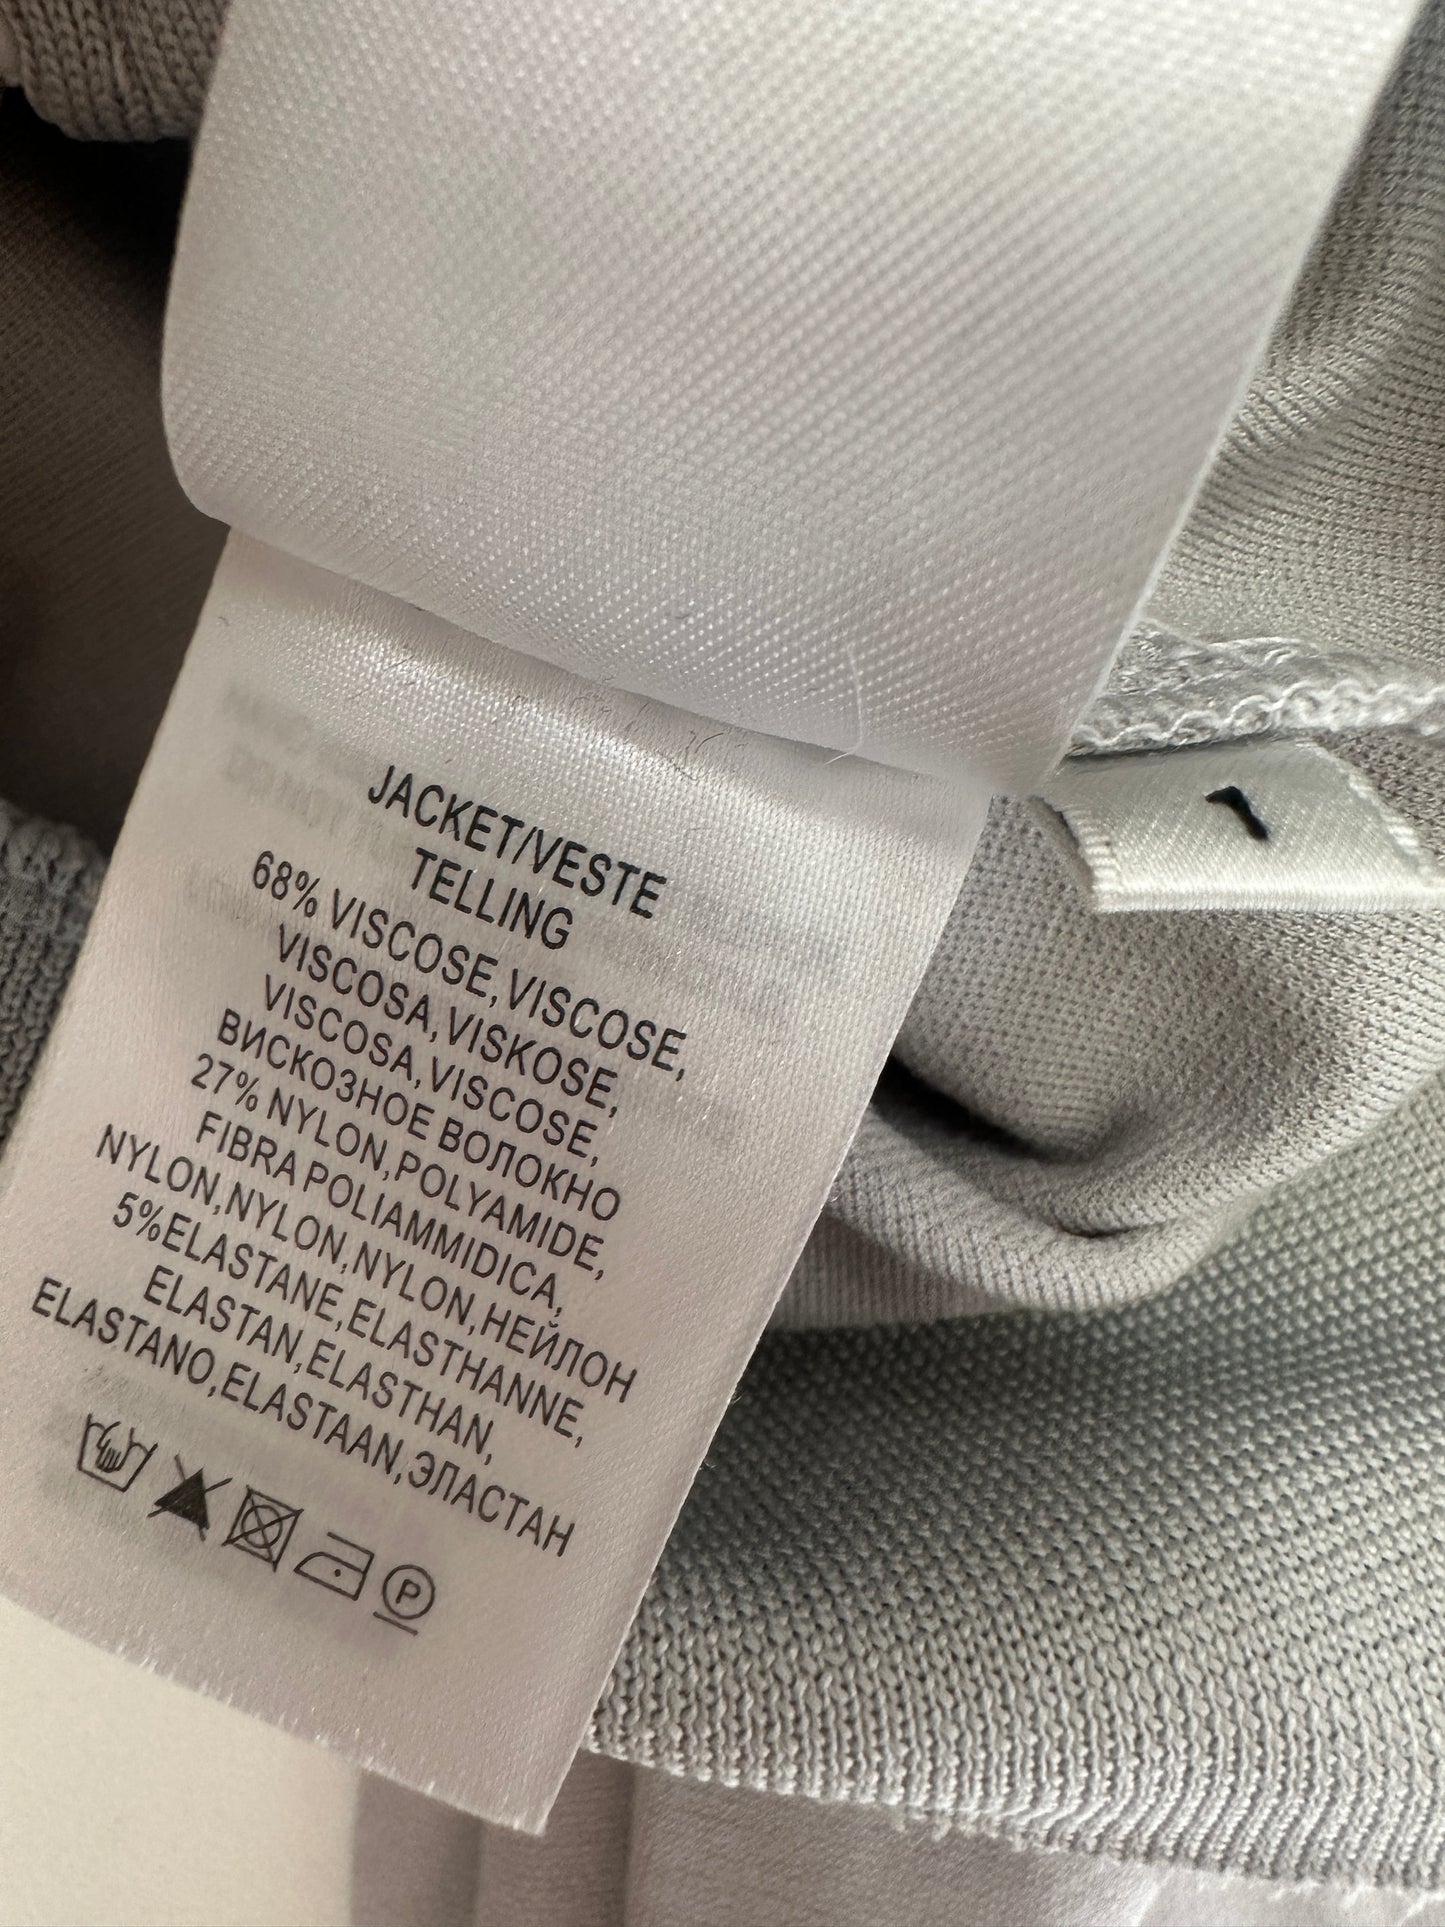 JACKET/VESTE
TELLING
68% VISCOSE,VISCOSE,
VISCOSA,VISKOSE,
VISCOSA,VISCOSE,
ВИСКОЗНОЕ ВОЛОКНО
27% NYLON,POLYAMIDE,
FIBRA POLIAMMIDICA,
NYLON,NYLON,NYLON,НЕЙЛОН
5%ELASTANE,ELASTHANNE,
ELASTAN,ELASTHAN,
ELASTANO,ELASTAAN,ЭЛАСТАН
P
1